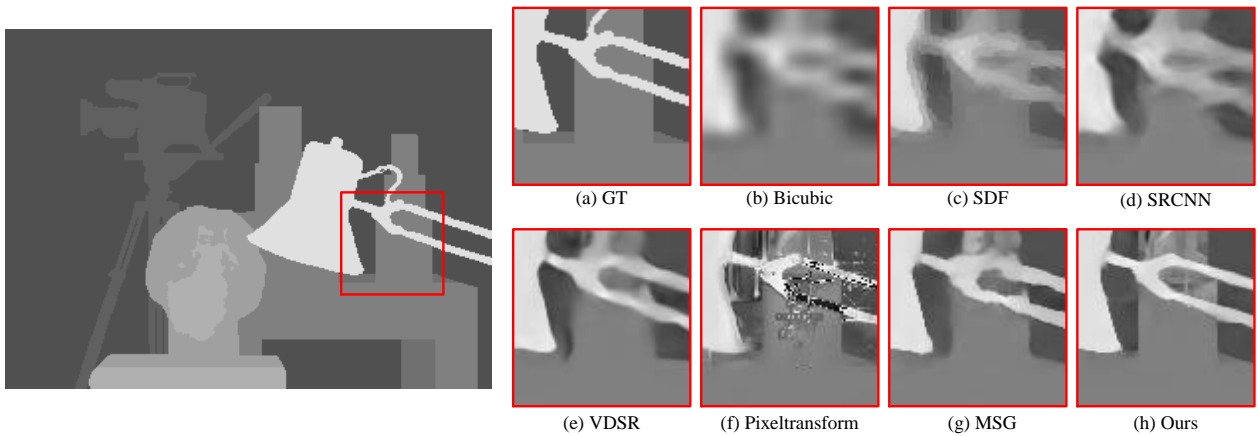 (a) GT
(b) Bicubic
(c) SDF
(d) SRCNN
(e) VDSR
(f) Pixeltransform
(g) MSG
(h) Ours